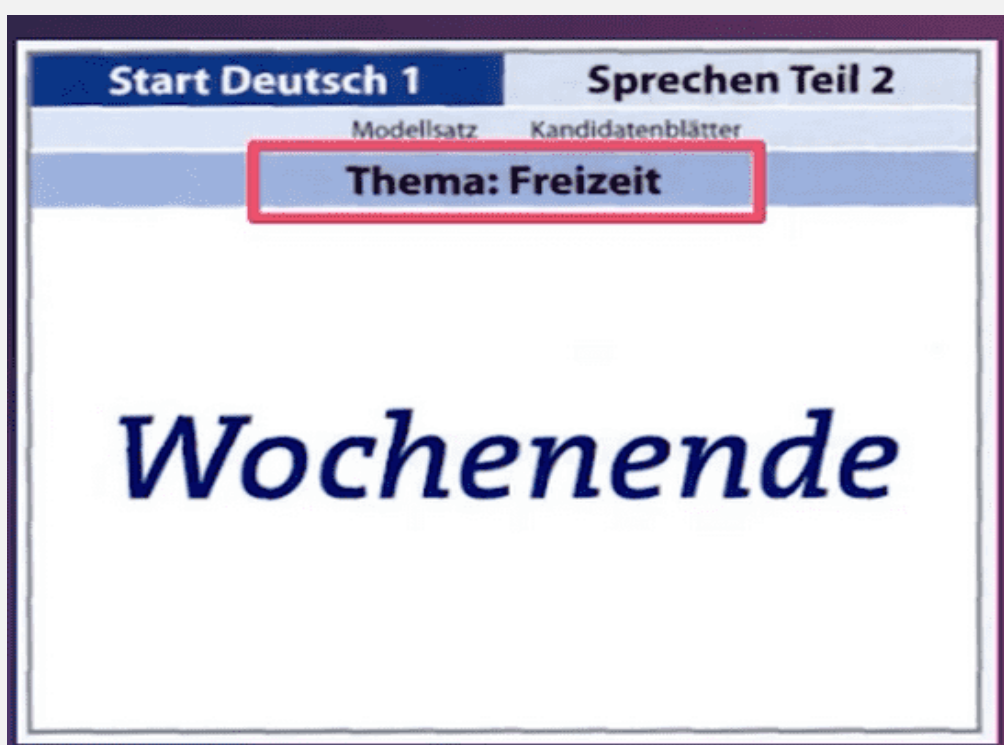 Start Deutsch 1 Sprechen Teil 2
Modellsatz Kandidatenblätter
Thema: Freizeit
Wochenende